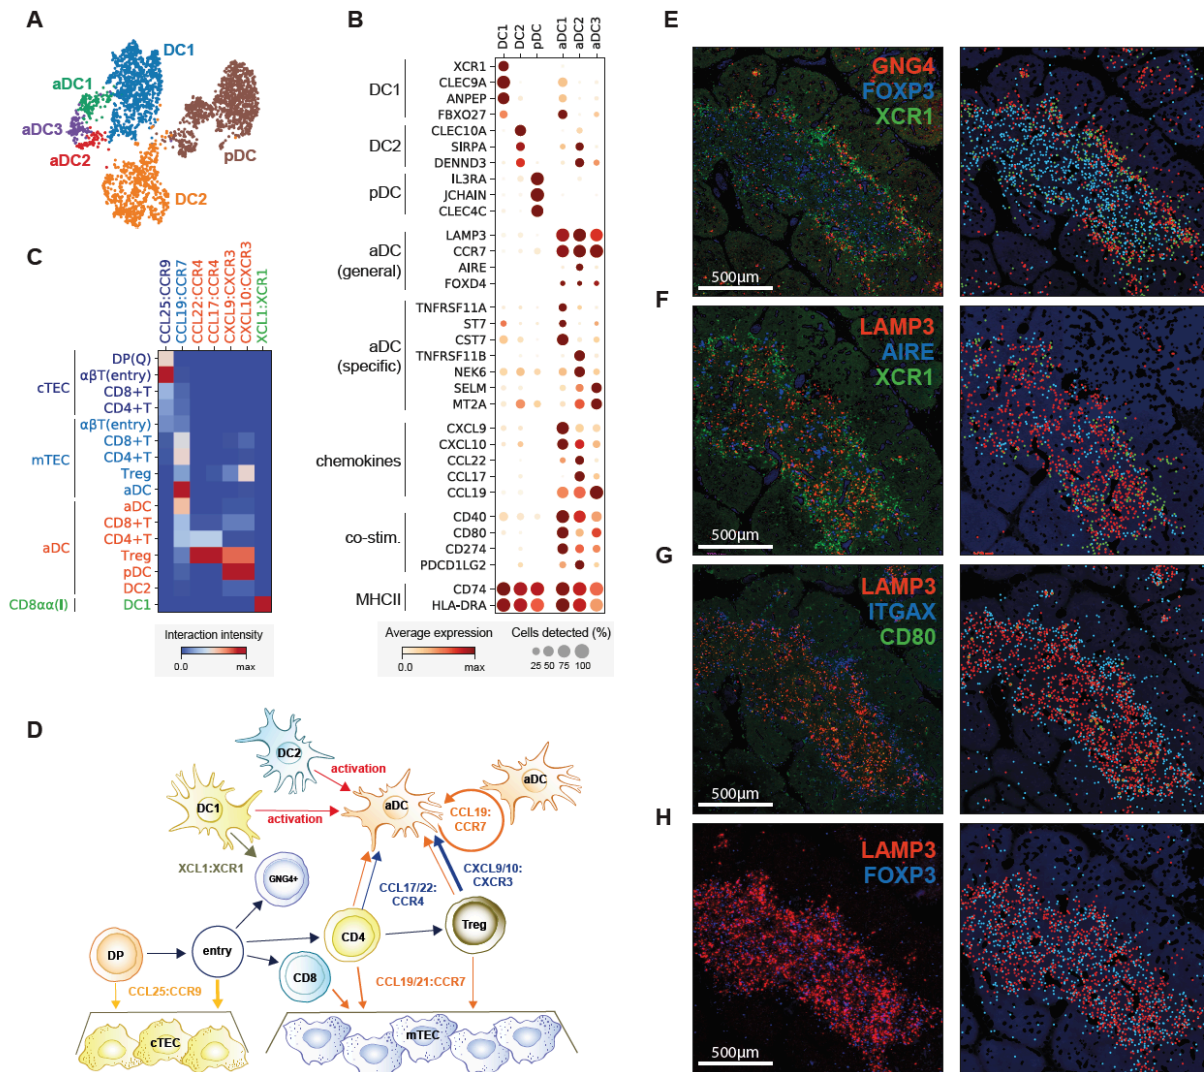 A
DC1
aDC1
aDC3
aDC2
pDC
DC2
B
DC1
DC2
pDC
aDC1
aDC2
aDC3
DC1
XCR1
CLEC9A
ANPEP
FBXO27
DC2
CLEC10A
SIRPA
DENND3
pDC
IL3RA
JCHAIN
CLEC4C
aDC
(general)
LAMP3
CCR7
AIRE
FOXD4
aDC
(specific)
TNFRSF11A
ST7
CST7
TNFRSF11B
NEK6
SELM
MT2A
chemokines
CXCL9
CXCL10
CCL22
CCL17
CCL19
co-stim.
CD40
CD80
CD274
PDCD1LG2
MHCII
CD74
HLA-DRA
Average expression
0.0 max
Cells detected (%)
25 50 75 100
C
CCL25:CCR9
CCL19:CCR7
CCL22:CCR4
CCL17:CCR4
CXCL9:CXCR3
CXCL10:CXCR3
XCL1:XCR1
cTEC
DP(Q)
αβT(entry)
CD8+T
CD4+T
mTEC
αβT(entry)
CD8+T
CD4+T
Treg
aDC
aDC
aDC
CD8+T
CD4+T
Treg
pDC
DC2
CD8αα(I)
DC1
Interaction intensity
0.0 max
D
DC2
activation
aDC
aDC
DC1
activation
CCL19:
CCR7
XCL1:XCR1
GNG4+
CXCL9/10:
CXCR3
CCL17/22:
CCR4
Treg
CD4
DP
entry
CD8
CCL25:CCR9
CCL19/21:CCR7
cTEC
mTEC
E
GNG4
FOXP3
XCR1
500µm
F
LAMP3
AIRE
XCR1
500µm
G
LAMP3
ITGAX
CD80
500µm
H
LAMP3
FOXP3
500µm